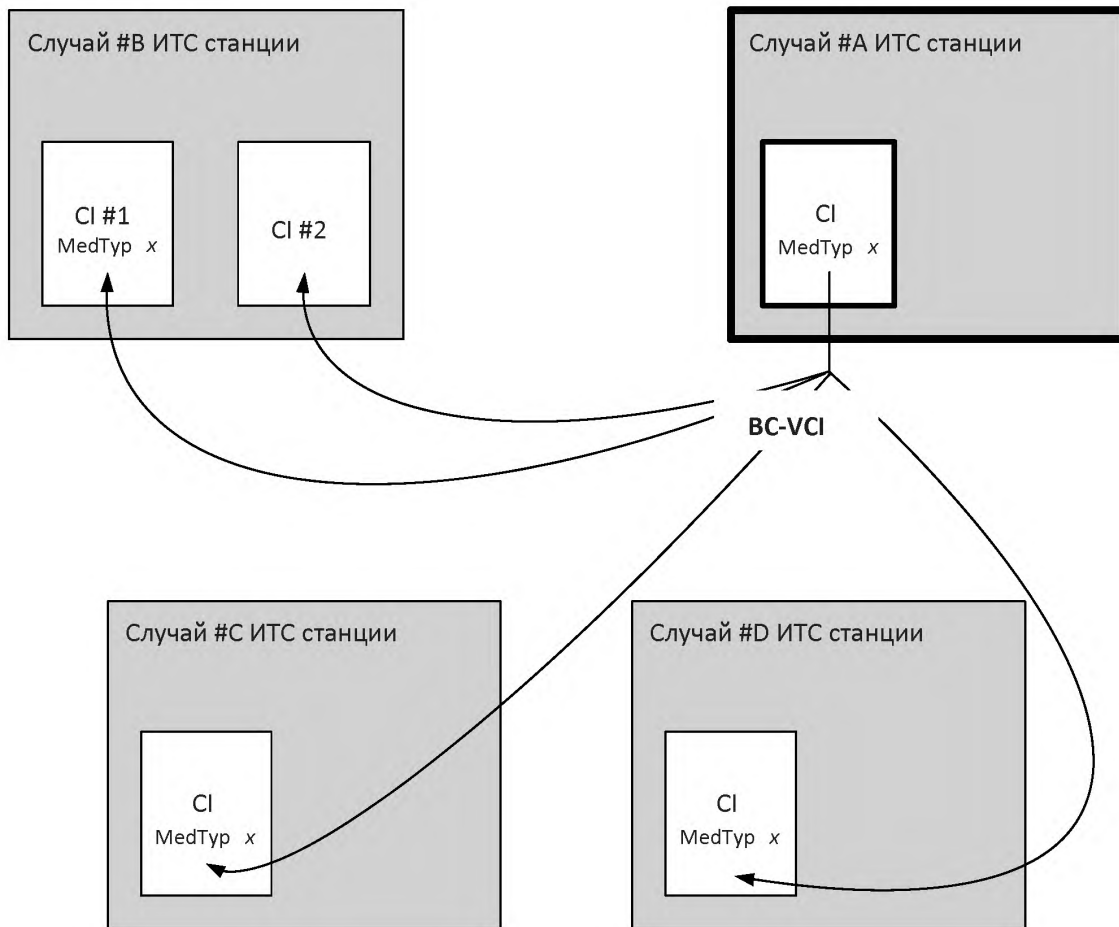 Случай #B ИТС станции
CI #1
MedTyp x
CI #2
Случай #A ИТС станции
CI
MedTyp x
BC-VCI
Случай #C ИТС станции
CI
MedTyp x
Случай #D ИТС станции
CI
MedTyp x